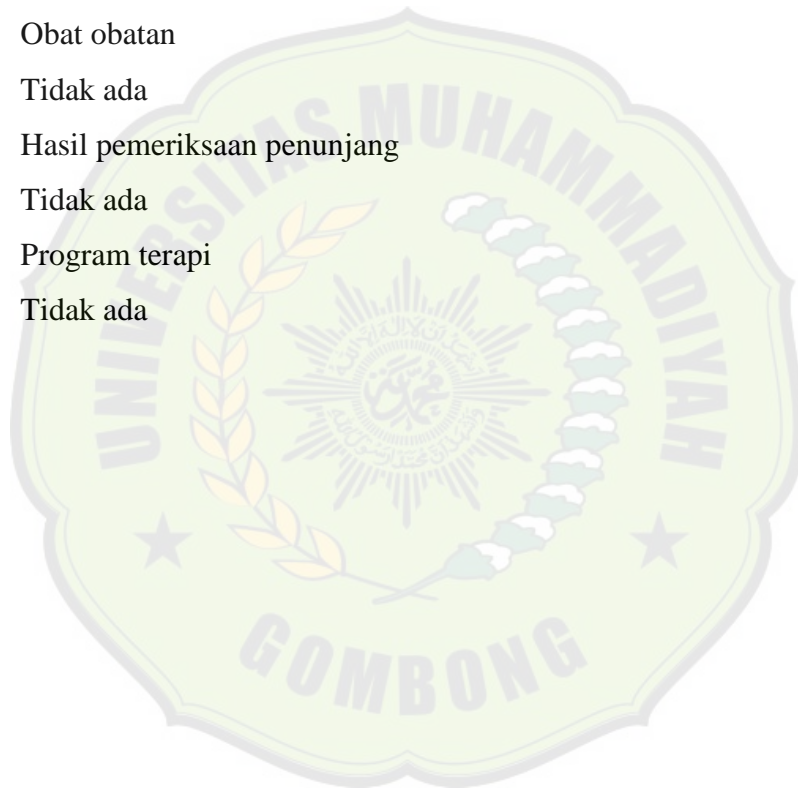 Obat obatan
Tidak ada
Hasil pemeriksaan penunjang
Tidak ada
Program terapi
Tidak ada
UNIVERSITAS MUHAMMADIYAH
GOMBONG